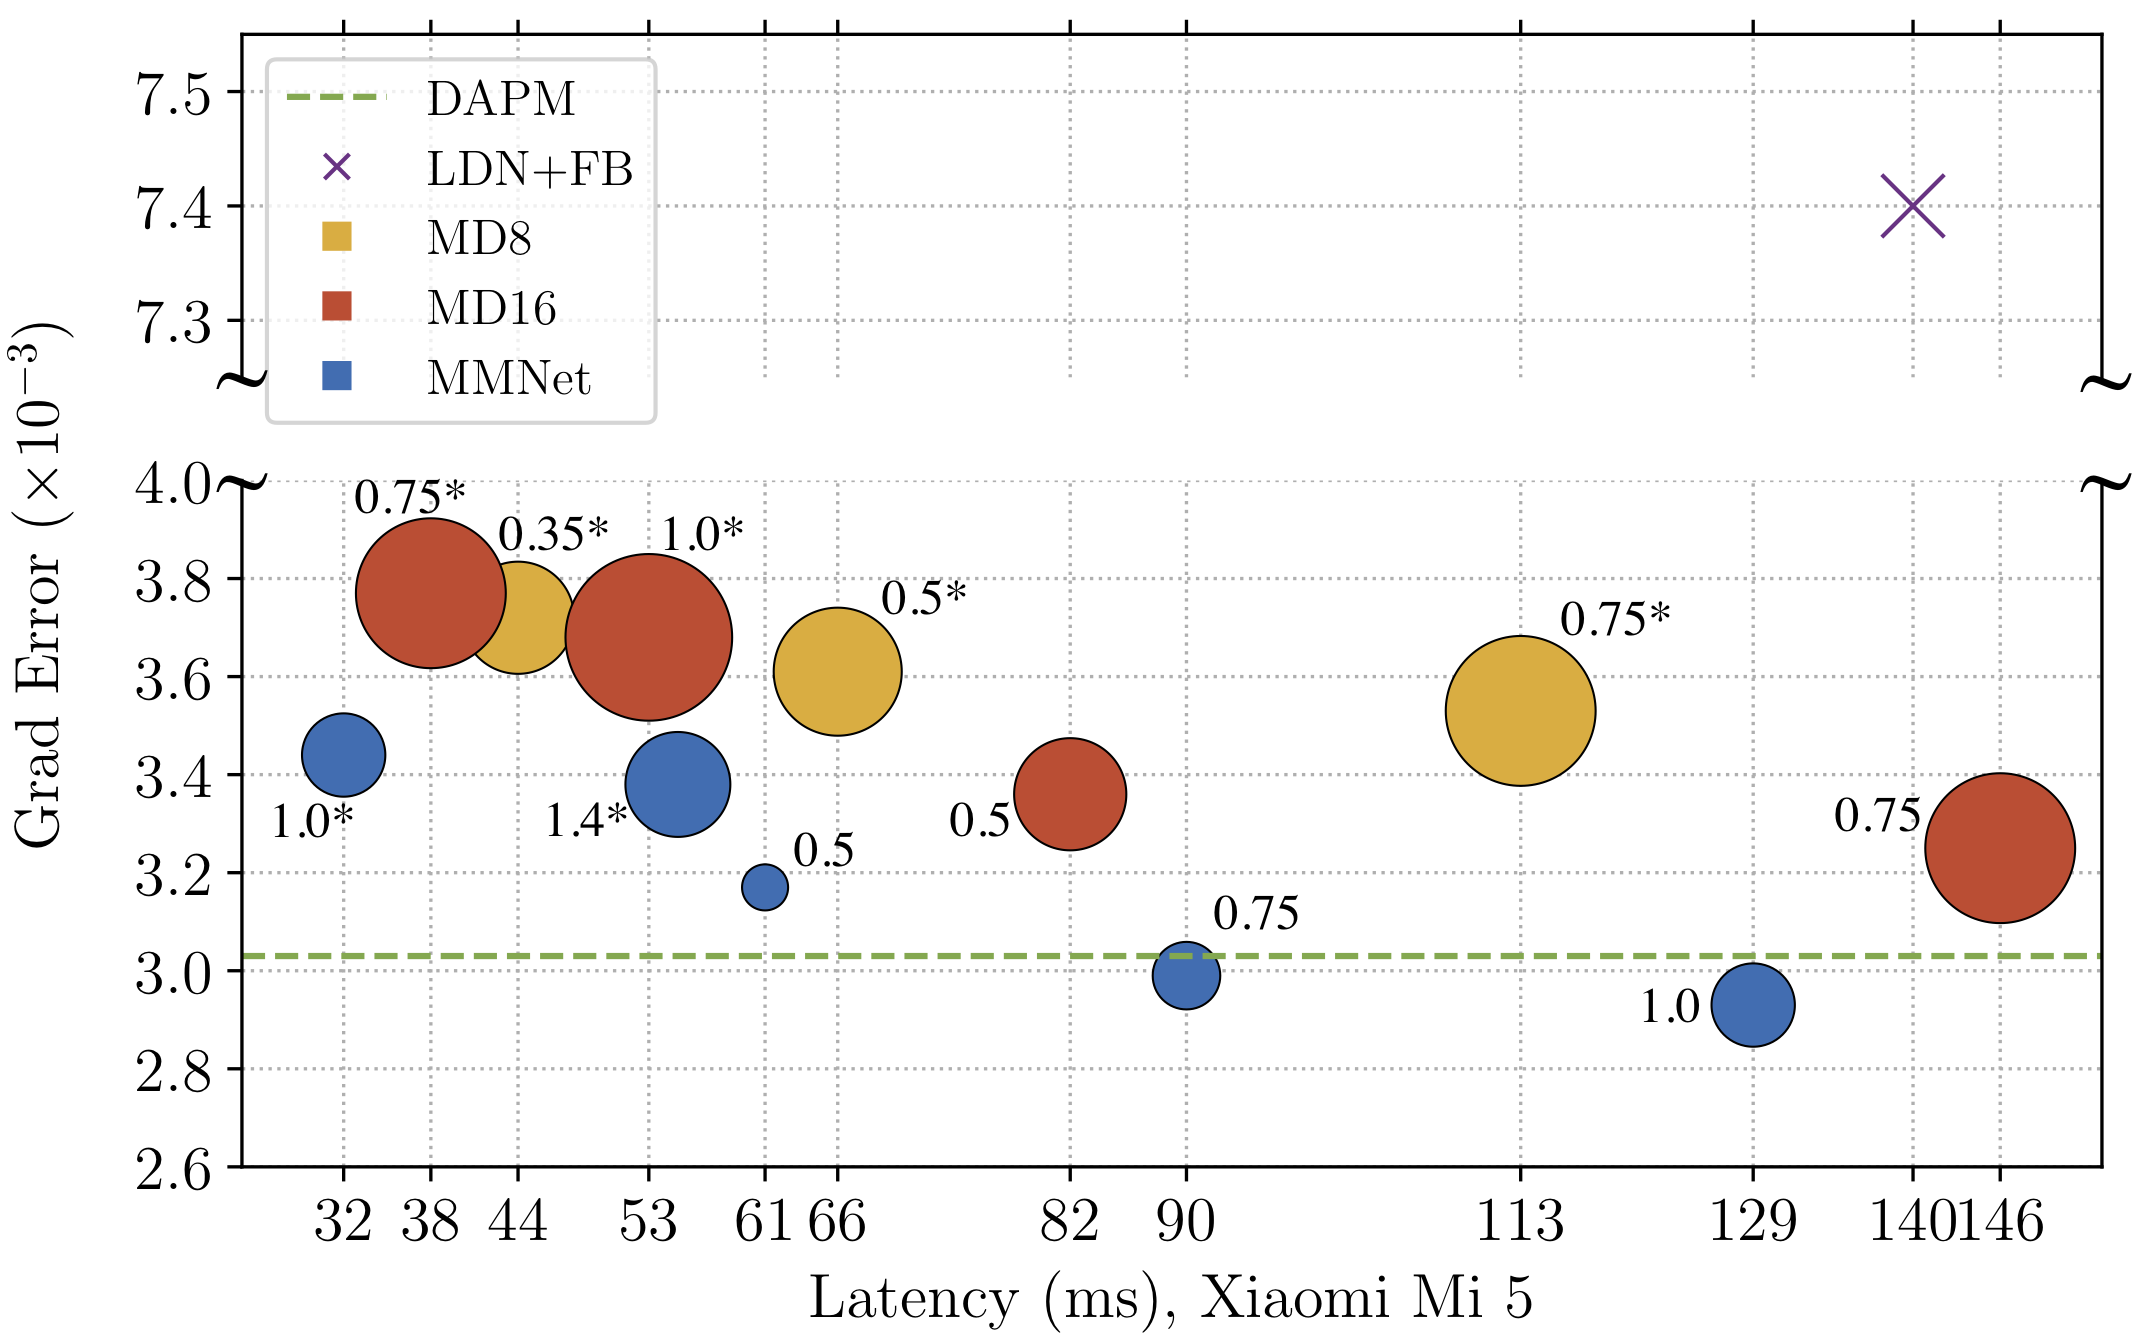 7.5
7.4
7.3
DAPM
LDN+FB
MD8
MD16
MMNet
Grad Error (×10⁻³)
4.0
3.8
3.6
3.4
3.2
3.0
2.8
2.6
0.75*
0.35*
1.0*
0.5*
0.75*
1.0*
1.4*
0.5
0.5
0.75
0.75
1.0
32 38 44 53 61 66 82 90 113 129 140 146
Latency (ms), Xiaomi Mi 5